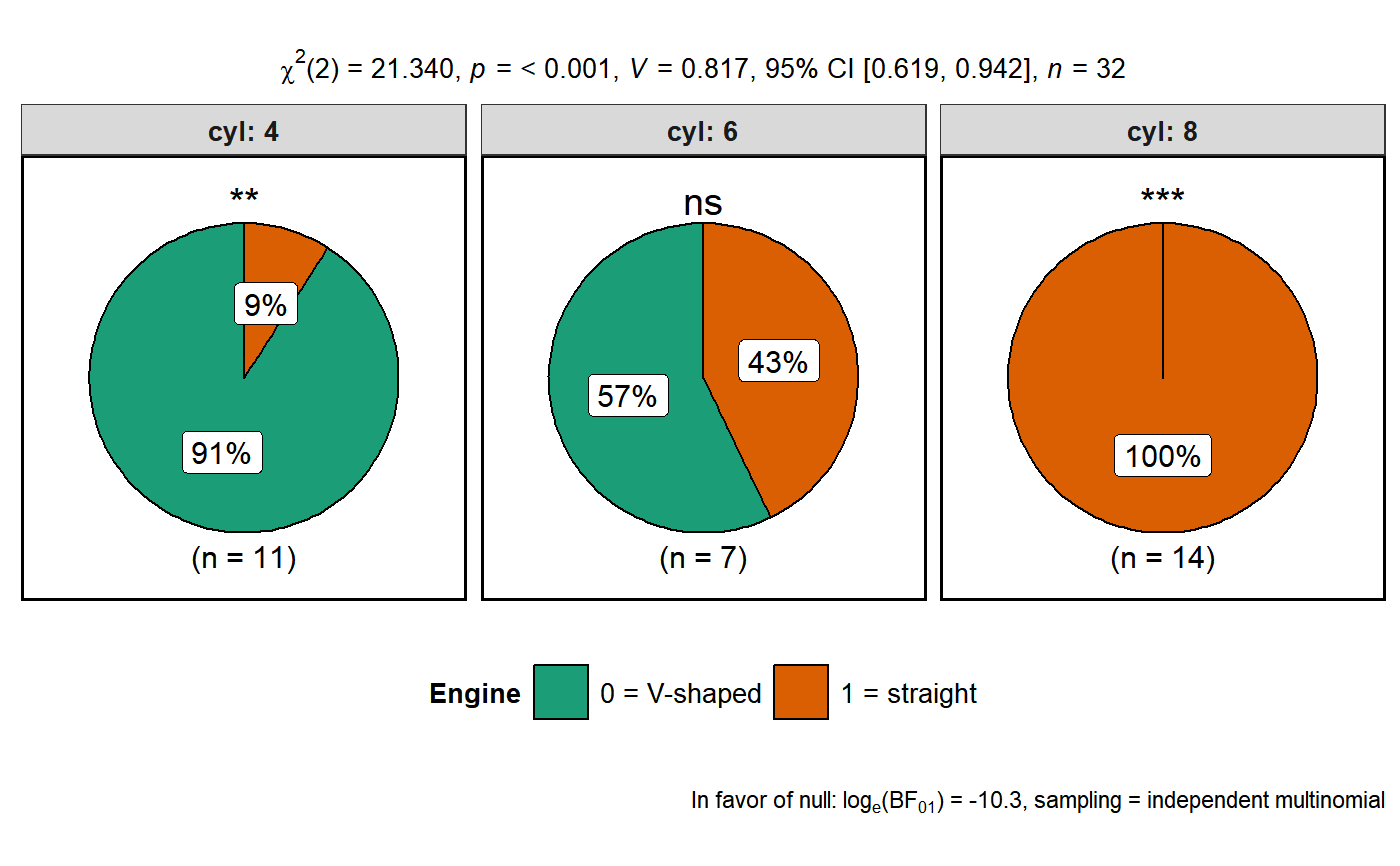 χ²(2) = 21.340, p = < 0.001, V = 0.817, 95% CI [0.619, 0.942], n = 32
cyl: 4
cyl: 6
cyl: 8
**
ns
***
9%
91%
57%
43%
100%
(n = 11)
(n = 7)
(n = 14)
Engine 0 = V-shaped 1 = straight
In favor of null: logₑ(BF₀₁) = -10.3, sampling = independent multinomial